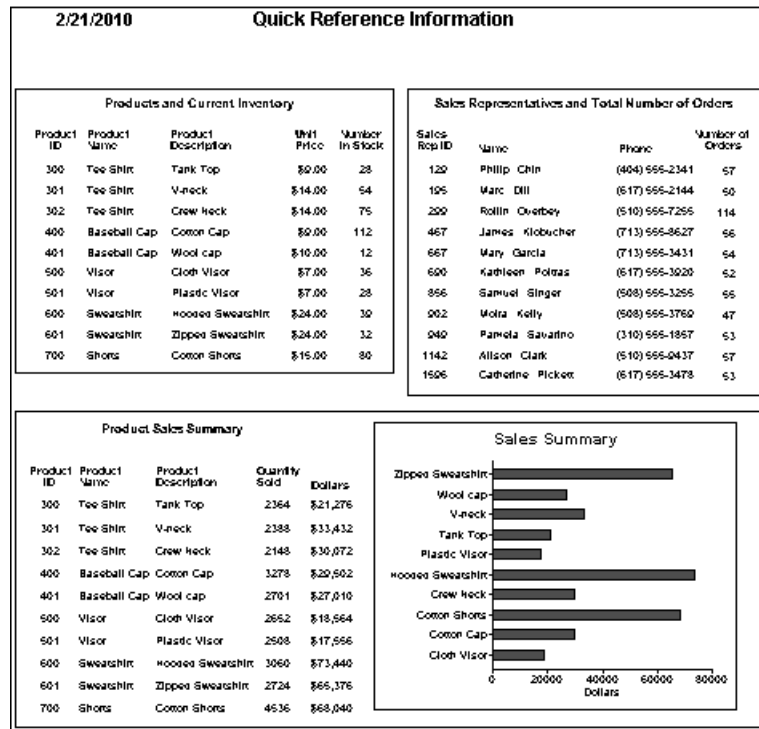 2/21/2010 Quick Reference Information
Products and Current Inventory
Product ID Product Name Product Description Unit Price Number In Stock
300 Tee Shirt Tank Top $9.00 28
301 Tee Shirt V-neck $14.00 54
302 Tee Shirt Crew Neck $14.00 75
400 Baseball Cap Cotton Cap $9.00 112
401 Baseball Cap Wool cap $10.00 12
500 Visor Cloth Visor $7.00 36
501 Visor Plastic Visor $7.00 28
600 Sweatshirt Hooded Sweatshirt $24.00 39
601 Sweatshirt Zipped Sweatshirt $24.00 32
700 Shorts Cotton Shorts $15.00 80
Sales Representatives and Total Number of Orders
Sales Rep ID Name Phone Number of Orders
129 Philip Chin (404) 555-2341 57
195 Marc Dill (617) 555-2144 50
299 Rollin Overbey (510) 555-7255 114
467 James Klobucher (713) 555-8627 56
667 Mary Garcia (713) 555-3431 54
690 Kathleen Poitras (617) 555-3920 52
856 Samuel Singer (508) 555-3255 55
902 Moira Kelly (508) 555-3769 47
949 Pamela Savarino (310) 555-1857 53
1142 Alison Clark (510) 555-9437 57
1596 Catherine Pickett (617) 555-3478 53
Product Sales Summary
Product ID Product Name Product Description Quantity Sold Dollars
300 Tee Shirt Tank Top 2364 $21,276
301 Tee Shirt V-neck 2388 $33,432
302 Tee Shirt Crew Neck 2148 $30,072
400 Baseball Cap Cotton Cap 3278 $29,502
401 Baseball Cap Wool cap 2701 $27,010
500 Visor Cloth Visor 2652 $18,564
501 Visor Plastic Visor 2508 $17,556
600 Sweatshirt Hooded Sweatshirt 3060 $73,440
601 Sweatshirt Zipped Sweatshirt 2724 $65,376
700 Shorts Cotton Shorts 4536 $68,040
Sales Summary
Zipped Sweatshirt
Wool cap
V-neck
Tank Top
Plastic Visor
Hooded Sweatshirt
Crew Neck
Cotton Shorts
Cotton Cap
Cloth Visor
0 20000 40000 60000 80000
Dollars